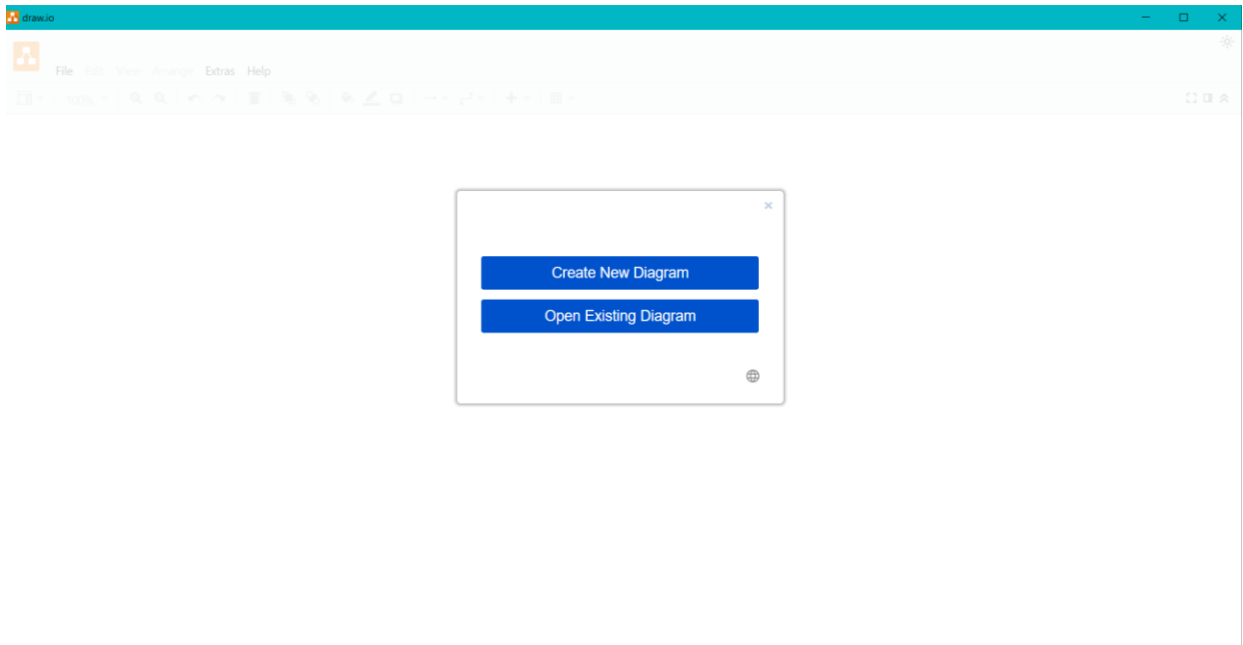 draw.io
File Edit View Arrange Extras Help
100%
Create New Diagram
Open Existing Diagram